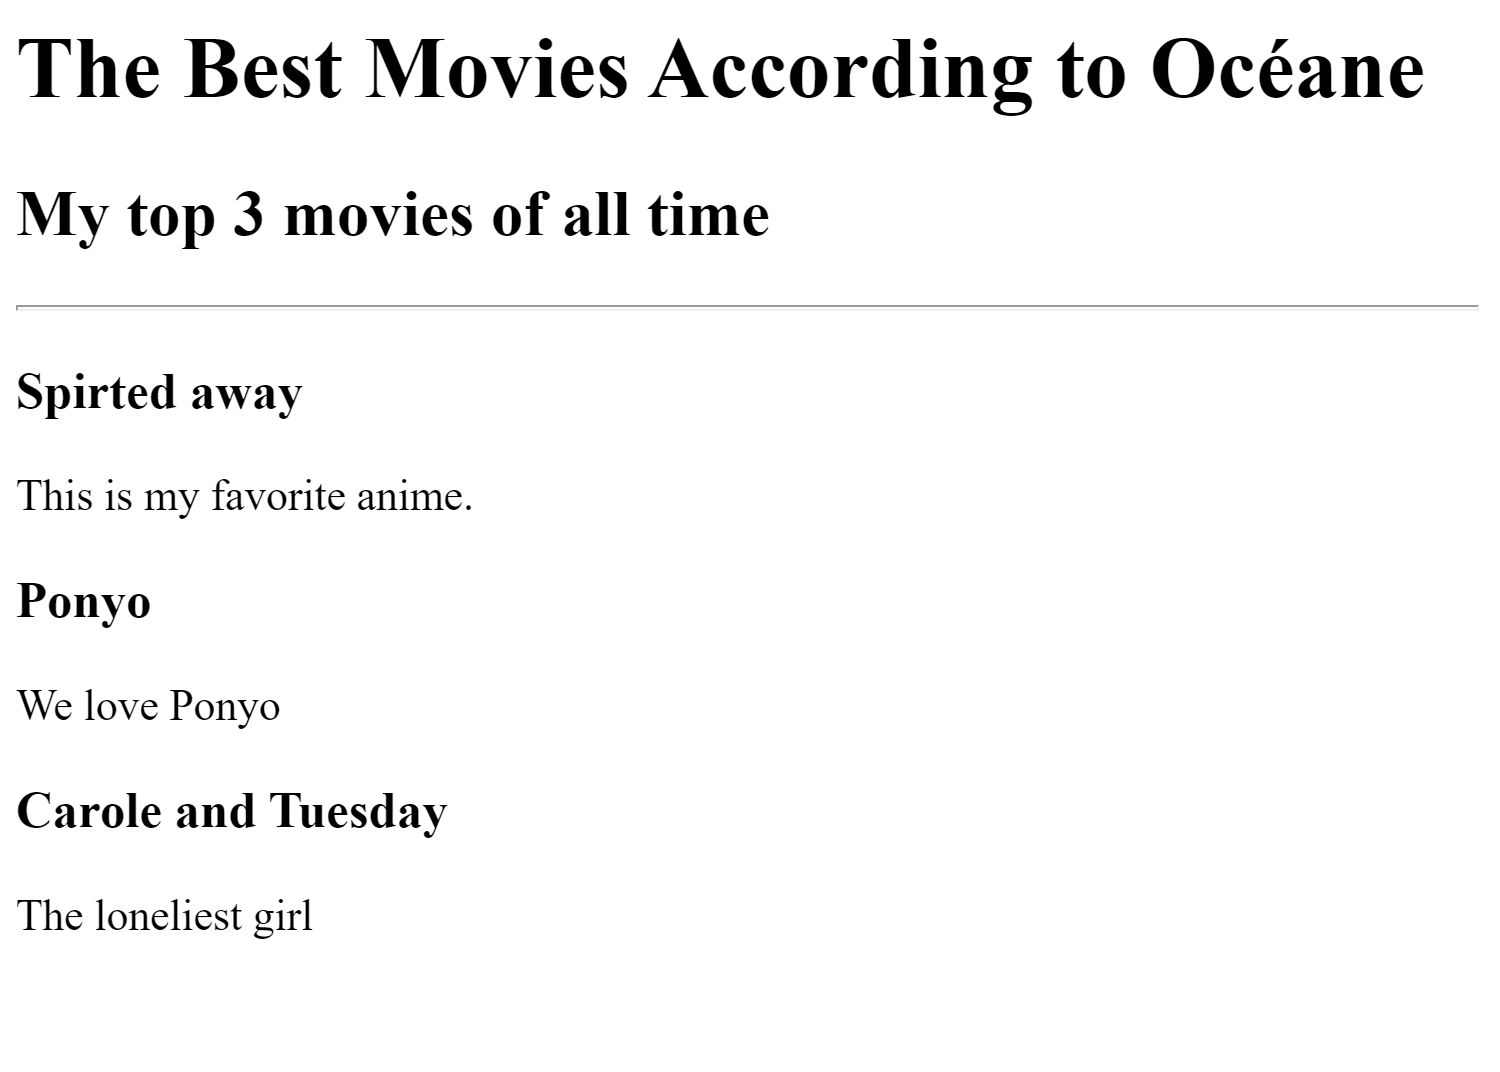 The Best Movies According to Océane
My top 3 movies of all time
Spirted away
This is my favorite anime.
Ponyo
We love Ponyo
Carole and Tuesday
The loneliest girl